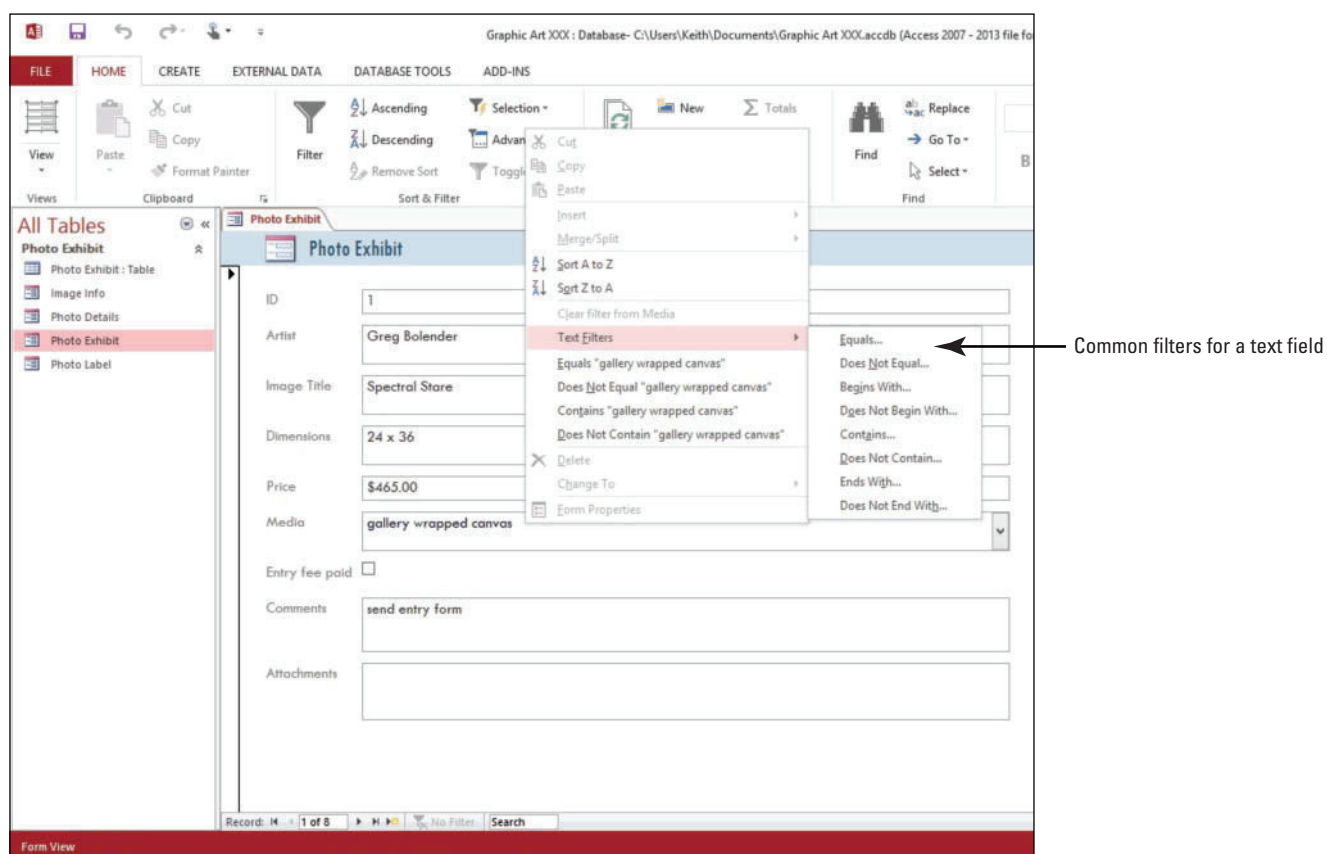 Graphic Art XXX : Database- C:\Users\Keith\Documents\Graphic Art XXX.accdb (Access 2007 - 2013 file fo
FILE HOME CREATE EXTERNAL DATA DATABASE TOOLS ADD-INS
View
Views
Paste
Cut
Copy
Format Painter
Clipboard
Filter
Ascending
Descending
Remove Sort
Selection
Advan
Toggl
Sort & Filter
New
Totals
Find
Replace
Go To
Select
Find
B
All Tables
Photo Exhibit
Photo Exhibit : Table
Image Info
Photo Details
Photo Exhibit
Photo Label
Photo Exhibit
Photo Exhibit
ID 1
Artist Greg Bolender
Image Title Spectral Stare
Dimensions 24 x 36
Price $465.00
Media gallery wrapped canvas
Entry fee paid
Comments send entry form
Attachments
Cut
Copy
Paste
Insert
Merge/Split
Sort A to Z
Sort Z to A
Clear filter from Media
Text Filters
Equals "gallery wrapped canvas"
Does Not Equal "gallery wrapped canvas"
Contains "gallery wrapped canvas"
Does Not Contain "gallery wrapped canvas"
Delete
Change To
Form Properties
Equals...
Does Not Equal...
Begins With...
Does Not Begin With...
Contains...
Does Not Contain...
Ends With...
Does Not End With...
Common filters for a text field
Record: 1 of 8 No Filter Search
Form View